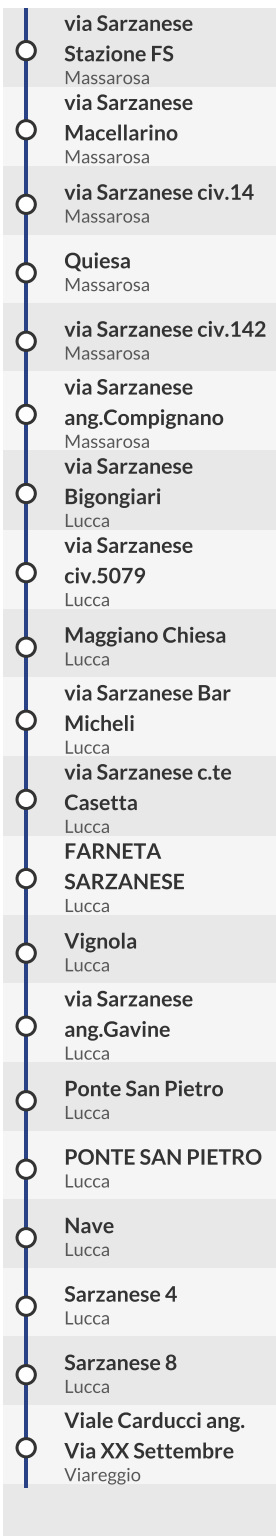 via Sarzanese
Stazione FS
Massarosa
via Sarzanese
Macellarino
Massarosa
via Sarzanese civ.14
Massarosa
Quiesa
Massarosa
via Sarzanese civ.142
Massarosa
via Sarzanese
ang.Compignano
Massarosa
via Sarzanese
Bigongiari
Lucca
via Sarzanese
civ.5079
Lucca
Maggiano Chiesa
Lucca
via Sarzanese Bar
Micheli
Lucca
via Sarzanese c.te
Casetta
Lucca
FARNETA
SARZANESE
Lucca
Vignola
Lucca
via Sarzanese
ang.Gavine
Lucca
Ponte San Pietro
Lucca
PONTE SAN PIETRO
Lucca
Nave
Lucca
Sarzanese 4
Lucca
Sarzanese 8
Lucca
Viale Carducci ang.
Via XX Settembre
Viareggio